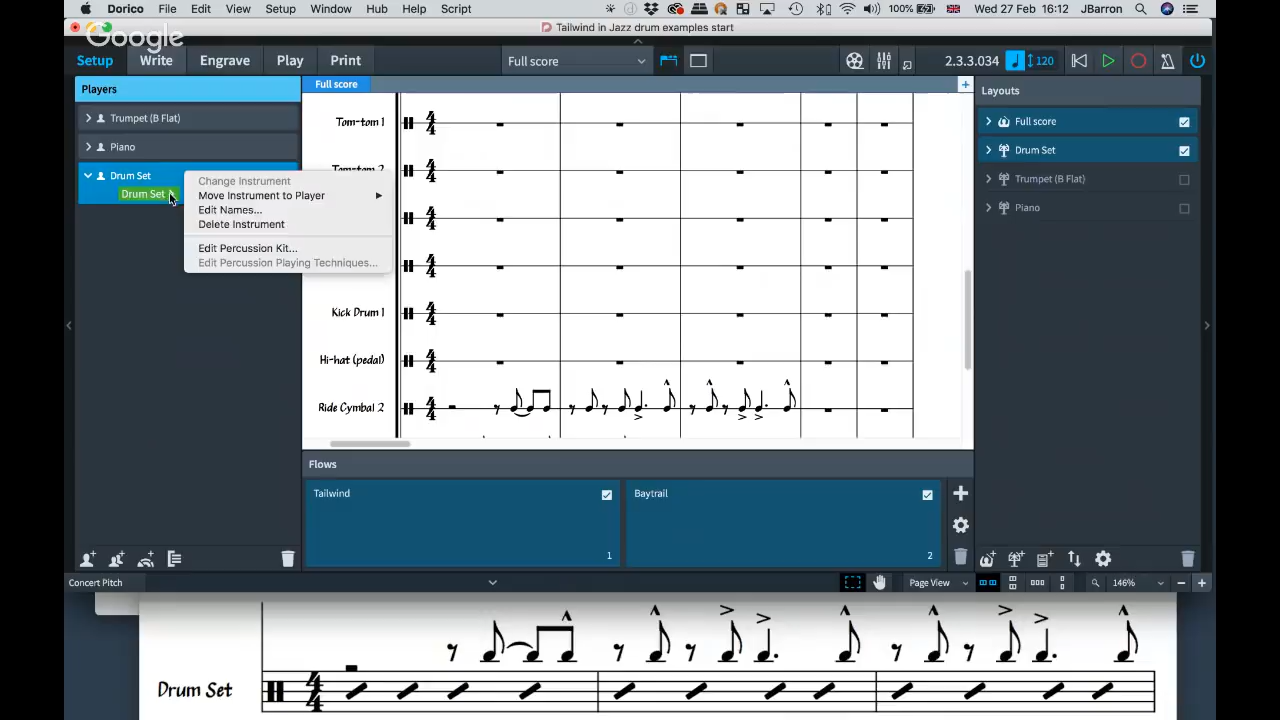 Dorico File Edit View Setup Window Hub Help Script 100% Wed 27 Feb 16:12 JBarron
Google
Tailwind in Jazz drum examples start
Setup Write Engrave Play Print Full score 2.3.3.034 120
Players
Full score
Layouts
Trumpet (B Flat)
Piano
Drum Set
Drum Set
Change Instrument
Move Instrument to Player
Edit Names...
Delete Instrument
Edit Percussion Kit...
Edit Percussion Playing Techniques...
Tom-tom 1
Tom-tom 2
Kick Drum 1
Hi-hat (pedal)
Ride Cymbal 2
Full score
Drum Set
Trumpet (B Flat)
Piano
Flows
Tailwind
1
Baytrail
2
Concert Pitch
Page View
146%
Drum Set